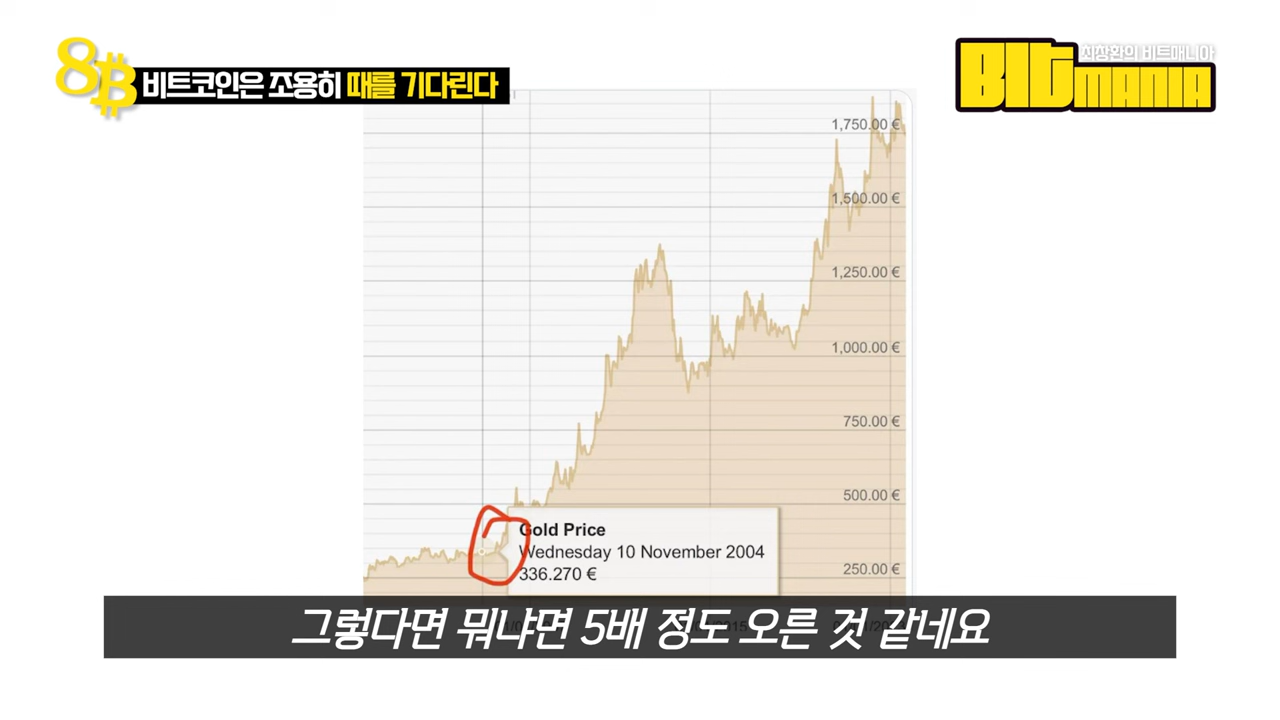 8B 비트코인은 조용히 때를 기다린다
최창환의 비트매니아
BIT MANIA
1,750.00 €
1,500.00 €
1,250.00 €
1,000.00 €
750.00 €
500.00 €
Gold Price
Wednesday 10 November 2004
336.270 €
250.00 €
그렇다면 뭐냐면 5배 정도 오른 것 같네요